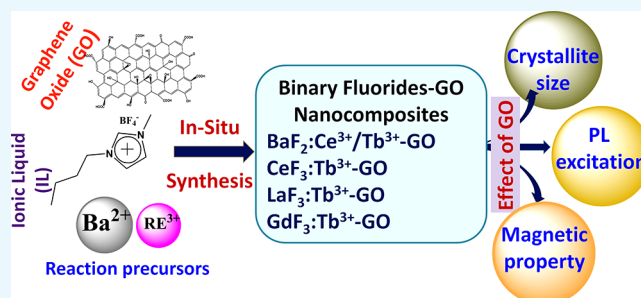 Graphene
Oxide (GO)
BF₄⁻
Ionic Liquid (IL)
Ba²⁺
RE³⁺
Reaction precursors
In-Situ
Synthesis
Binary Fluorides-GO
Nanocomposites
BaF₂:Ce³⁺/Tb³⁺-GO
CeF₃:Tb³⁺-GO
LaF₃:Tb³⁺-GO
GdF₃:Tb³⁺-GO
Effect of GO
Crystallite
size
PL
excitation
Magnetic
property